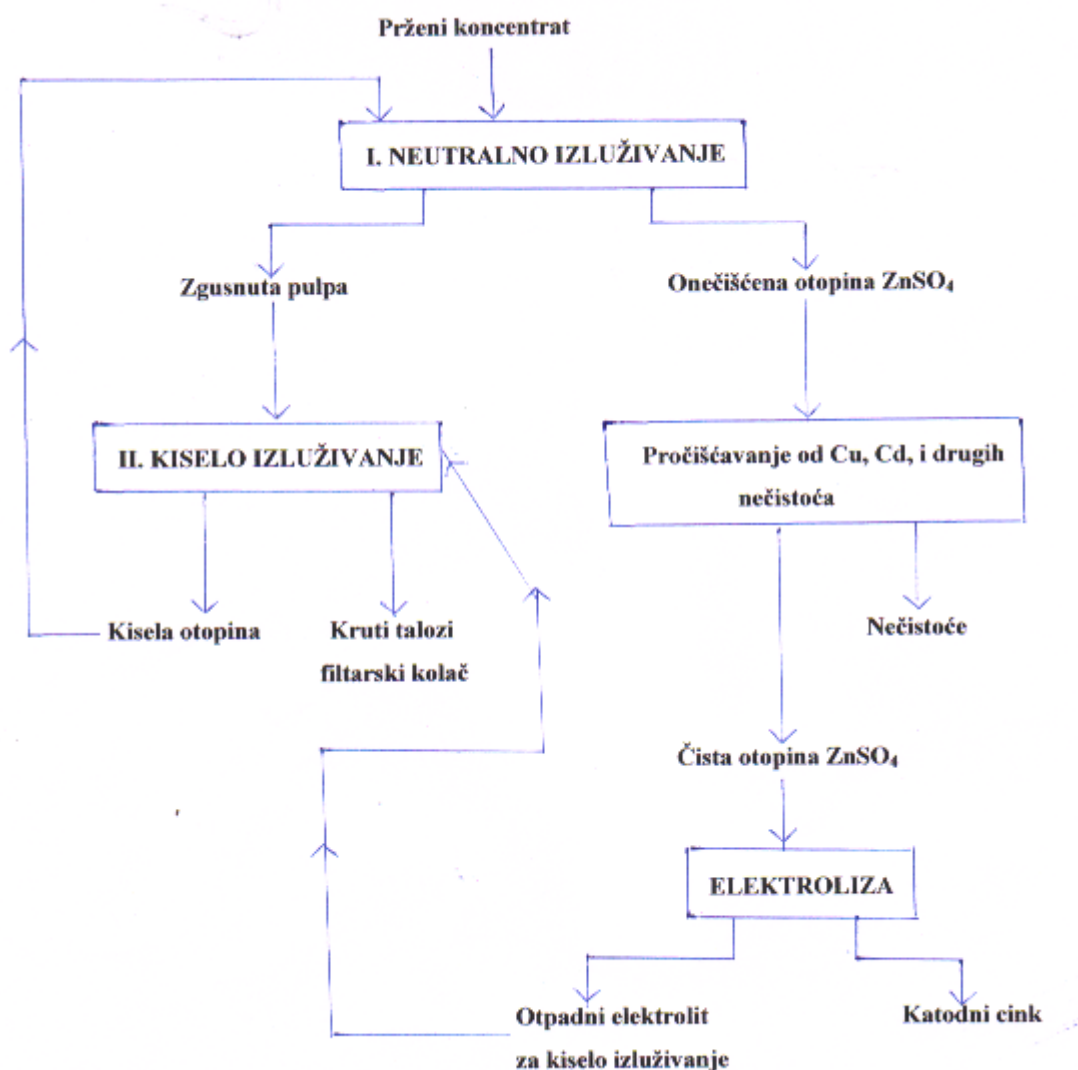 Prženi koncentrat
I. NEUTRALNO IZLUŽIVANJE
Zgusnuta pulpa
Onečišćena otopina ZnSO₄
II. KISELO IZLUŽIVANJE
Pročišćavanje od Cu, Cd, i drugih
nečistoća
Kisela otopina
Kruti talozi
filtarski kolač
Nečistoće
Čista otopina ZnSO₄
ELEKTROLIZA
Otpadni elektrolit
za kiselo izluživanje
Katodni cink